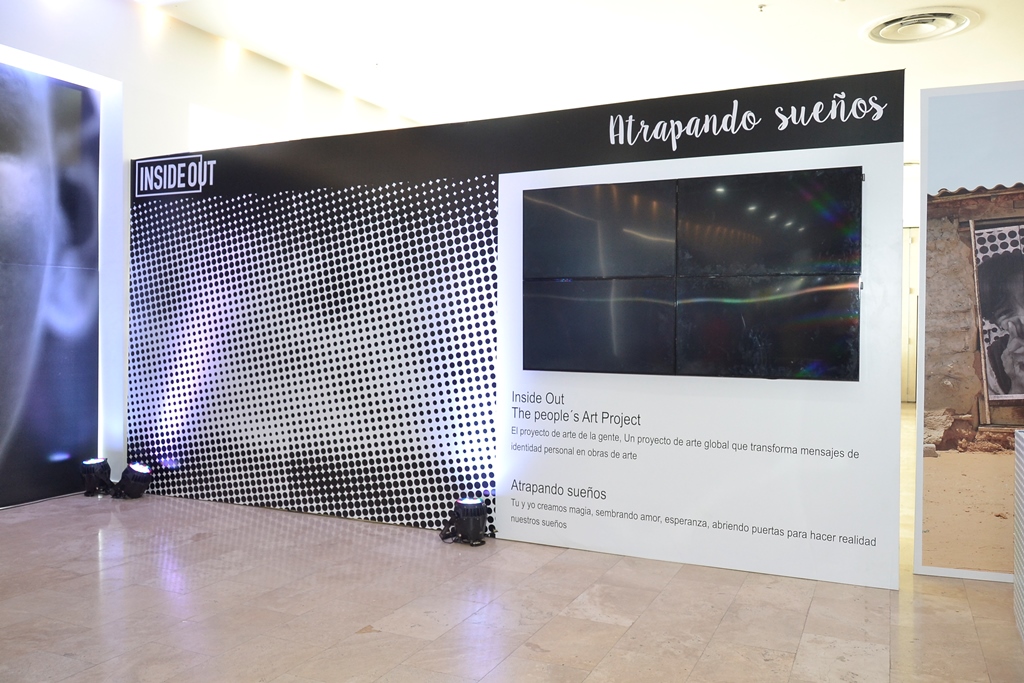 Atrapando sueños
INSIDE OUT
Inside Out
The people´s Art Project
El proyecto de arte de la gente, Un proyecto de arte global que transforma mensajes de
identidad personal en obras de arte
Atrapando sueños
Tu y yo creamos magia, sembrando amor, esperanza, abriendo puertas para hacer realidad
nuestros sueños